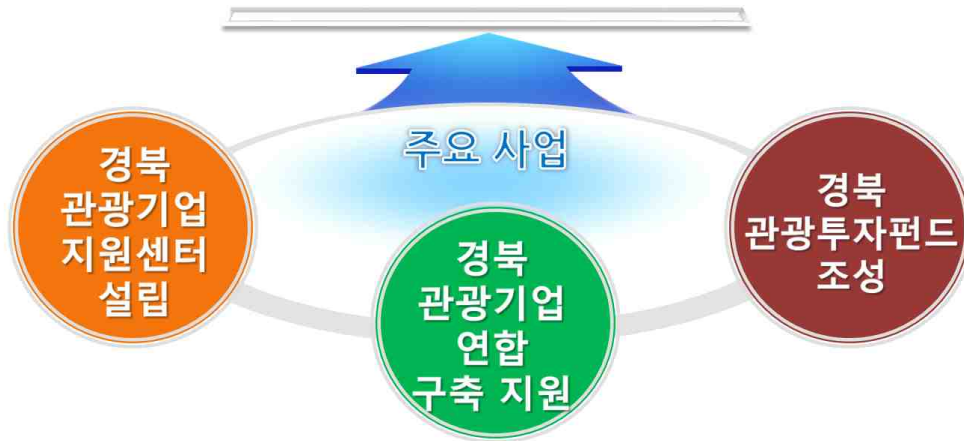 주요 사업
경북
관광기업
지원센터
설립
경북
관광기업
연합
구축 지원
경북
관광투자펀드
조성